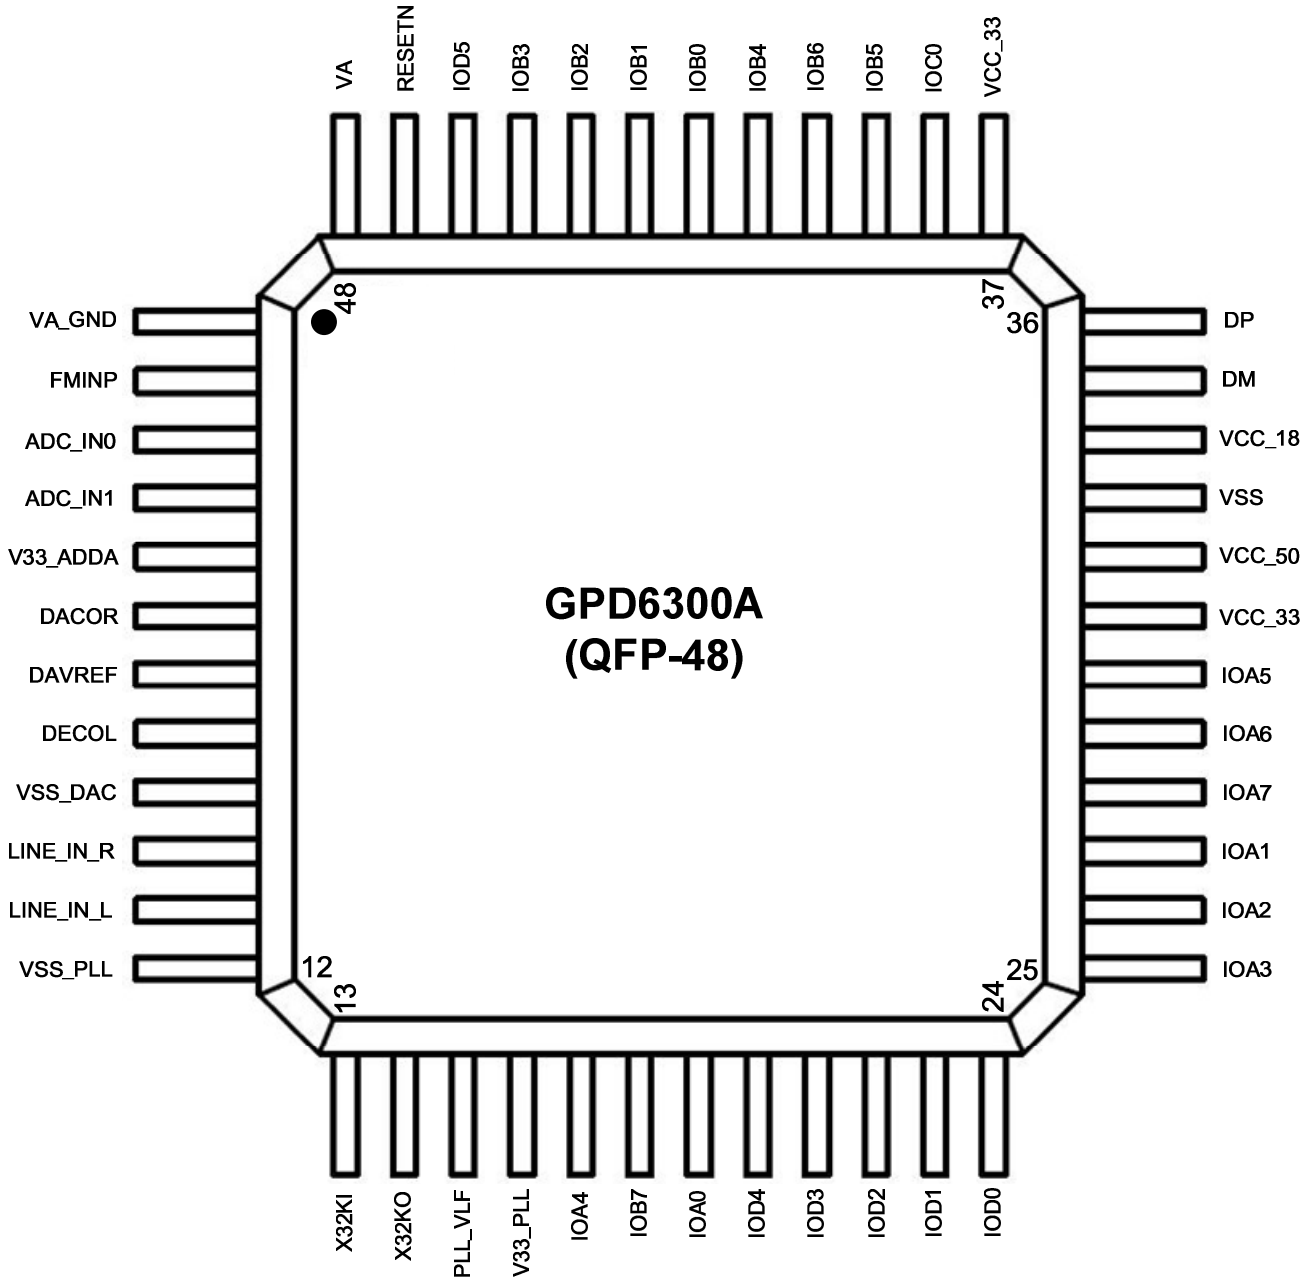 VA
RESETN
IOD5
IOB3
IOB2
IOB1
IOB0
IOB4
IOB6
IOB5
IOC0
VCC_33
48
37
36
VA_GND
FMINP
ADC_IN0
ADC_IN1
V33_ADDA
DACOR
DAVREF
DECOL
VSS_DAC
LINE_IN_R
LINE_IN_L
VSS_PLL
GPD6300A
(QFP-48)
DP
DM
VCC_18
VSS
VCC_50
VCC_33
IOA5
IOA6
IOA7
IOA1
IOA2
IOA3
12
13
24
25
X32KI
X32KO
PLL_VLF
V33_PLL
IOA4
IOB7
IOA0
IOD4
IOD3
IOD2
IOD1
IOD0